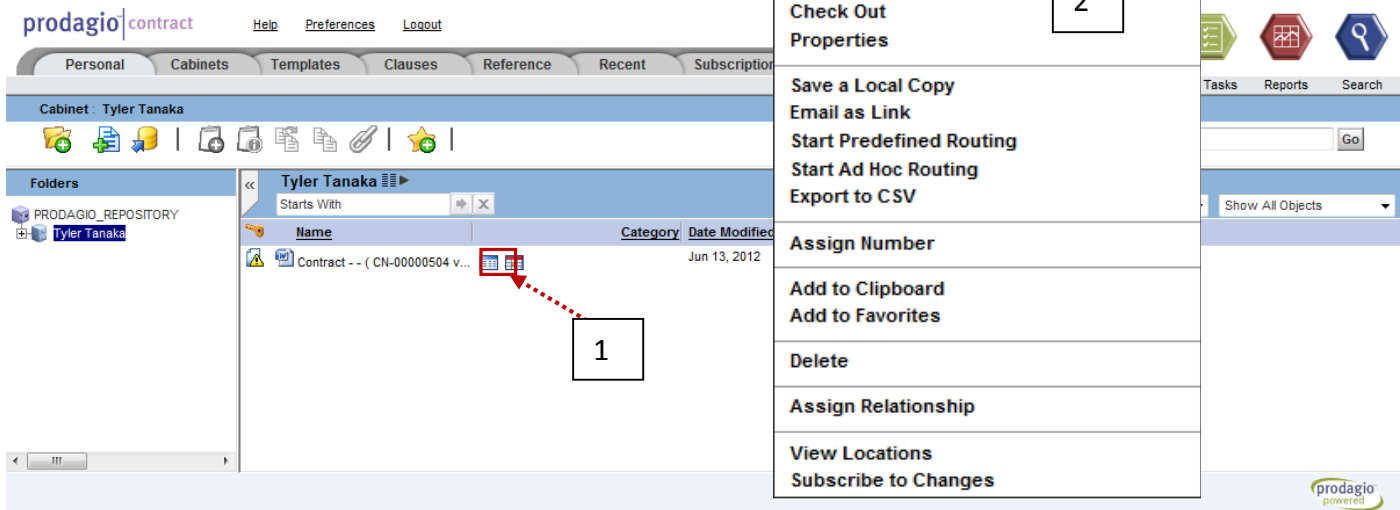 prodagio contract
Help Preferences Logout
Personal Cabinets Templates Clauses Reference Recent Subscription
Tasks Reports Search
Cabinet : Tyler Tanaka
Go
Folders
PRODAGIO_REPOSITORY
Tyler Tanaka
Tyler Tanaka
Starts With
Show All Objects
Name Category Date Modified
Contract - - ( CN-00000504 v... Jun 13, 2012
1
2
Check Out
Properties
Save a Local Copy
Email as Link
Start Predefined Routing
Start Ad Hoc Routing
Export to CSV
Assign Number
Add to Clipboard
Add to Favorites
Delete
Assign Relationship
View Locations
Subscribe to Changes
prodagio
powered